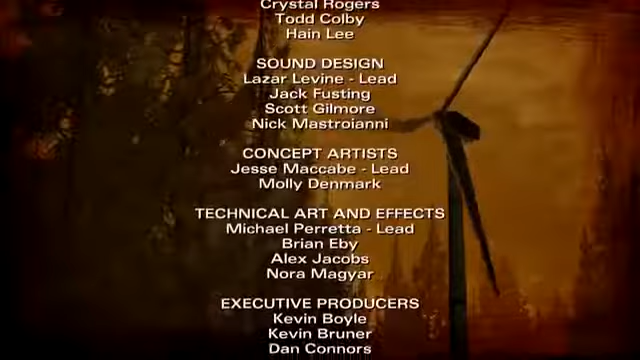 Crystal Rogers
Todd Colby
Hain Lee
SOUND DESIGN
Lazar Levine - Lead
Jack Fusting
Scott Gilmore
Nick Mastroianni
CONCEPT ARTISTS
Jesse Maccabe - Lead
Molly Denmark
TECHNICAL ART AND EFFECTS
Michael Perretta - Lead
Brian Eby
Alex Jacobs
Nora Magyar
EXECUTIVE PRODUCERS
Kevin Boyle
Kevin Bruner
Dan Connors